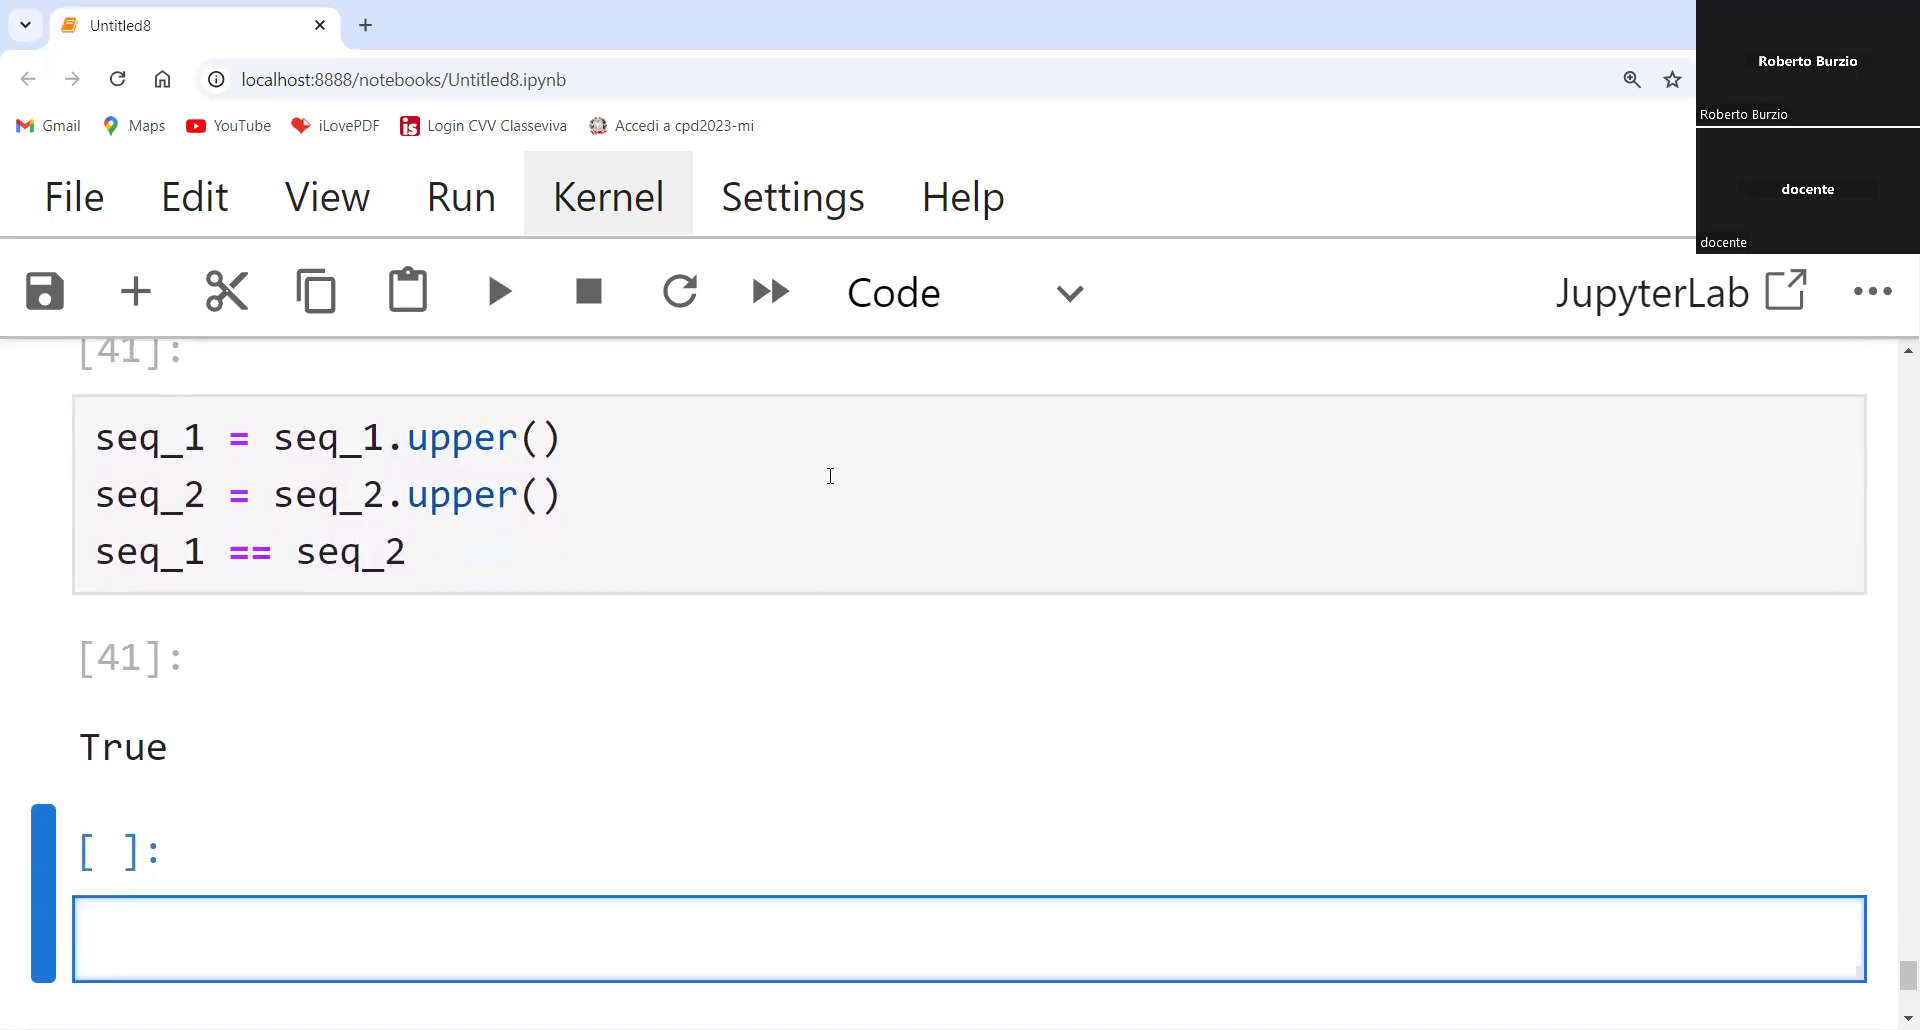 Untitled8
localhost:8888/notebooks/Untitled8.ipynb
Gmail Maps YouTube iLovePDF Login CVV Classeviva Accedi a cpd2023-mi
Roberto Burzio
Roberto Burzio
docente
docente
File Edit View Run Kernel Settings Help
Code JupyterLab
[41]:
seq_1 = seq_1.upper()
seq_2 = seq_2.upper()
seq_1 == seq_2
[41]:
True
[ ]: